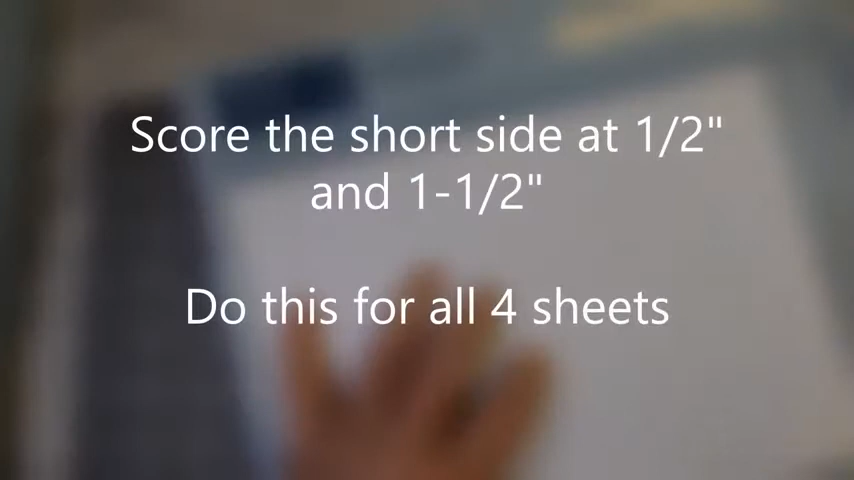 Score the short side at 1/2"
and 1-1/2"
Do this for all 4 sheets